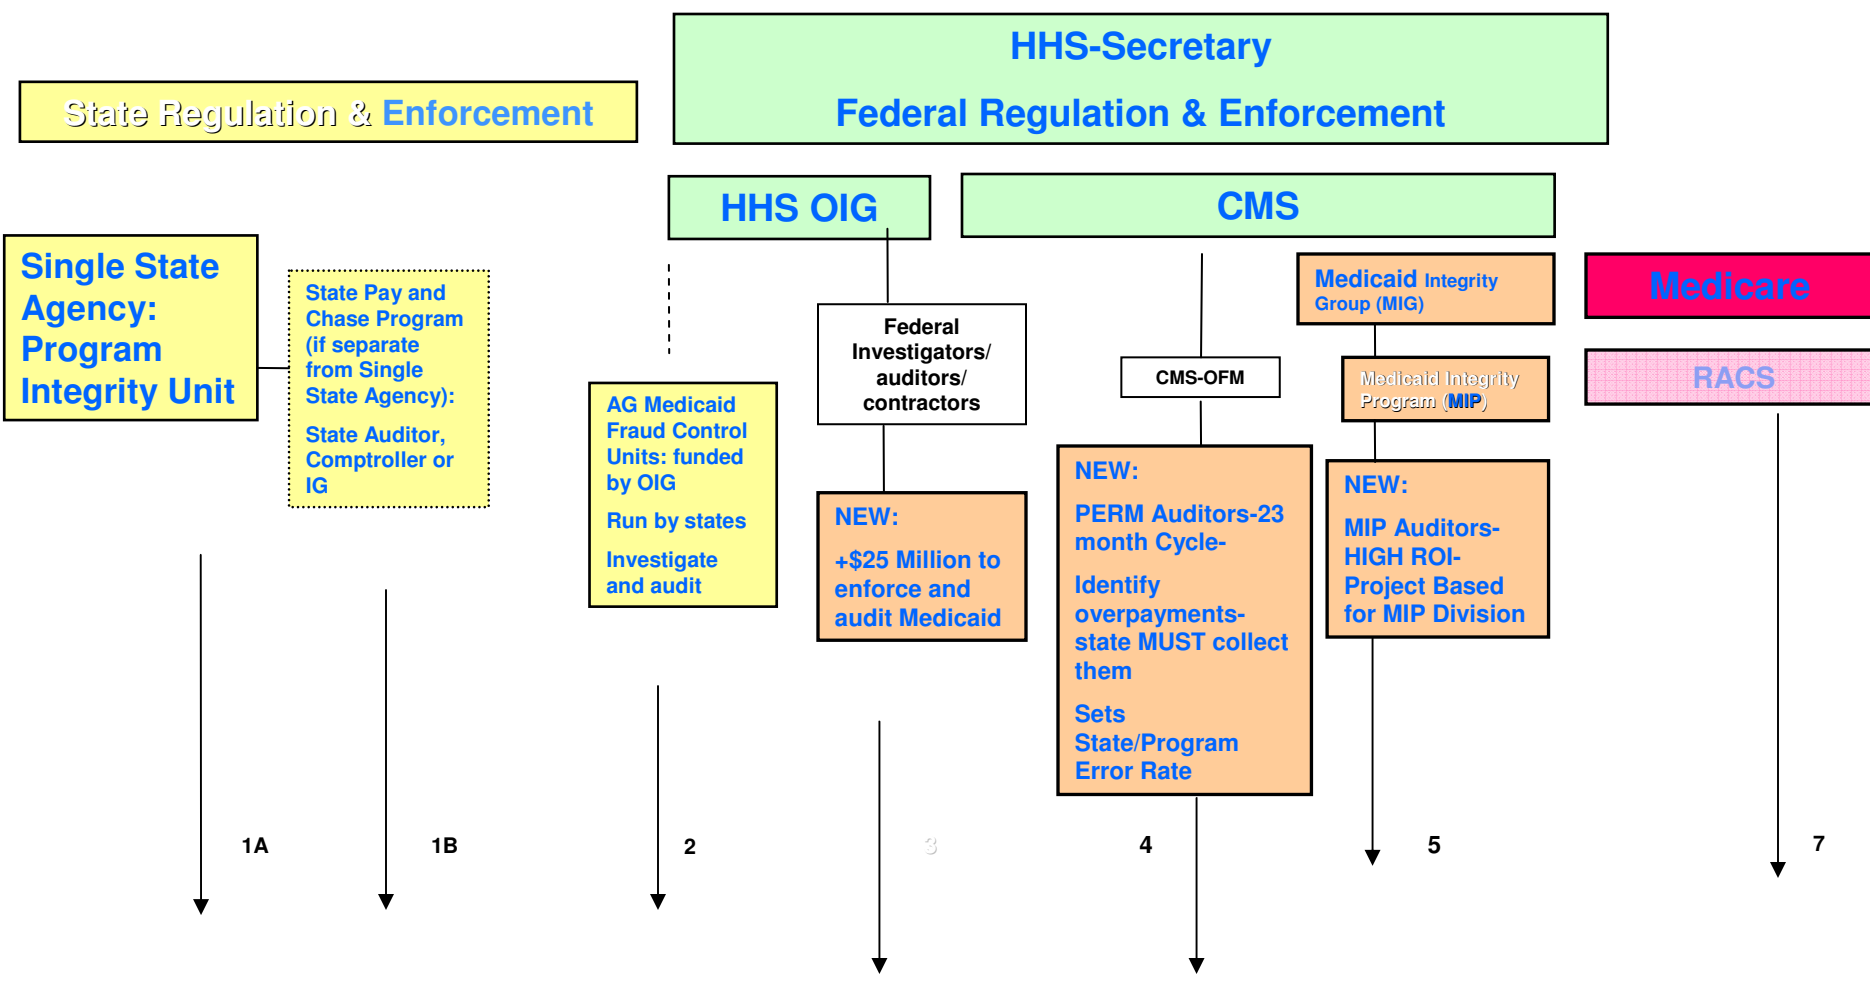 HHS-Secretary
Federal Regulation & Enforcement
State Regulation & Enforcement
HHS OIG
CMS
Single State
Agency:
Program
Integrity Unit
State Pay and
Chase Program
(if separate
from Single
State Agency):
State Auditor,
Comptroller or
IG
AG Medicaid
Fraud Control
Units: funded
by OIG
Run by states
Investigate
and audit
Federal
Investigators/
auditors/
contractors
NEW:
+$25 Million to
enforce and
audit Medicaid
CMS-OFM
NEW:
PERM Auditors-23
month Cycle-
Identify
overpayments-
state MUST collect
them
Sets
State/Program
Error Rate
Medicaid Integrity
Group (MIG)
Medicaid Integrity
Program (MIP)
NEW:
MIP Auditors-
HIGH ROI-
Project Based
for MIP Division
Medicare
RACS
1A
1B
2
3
4
5
7